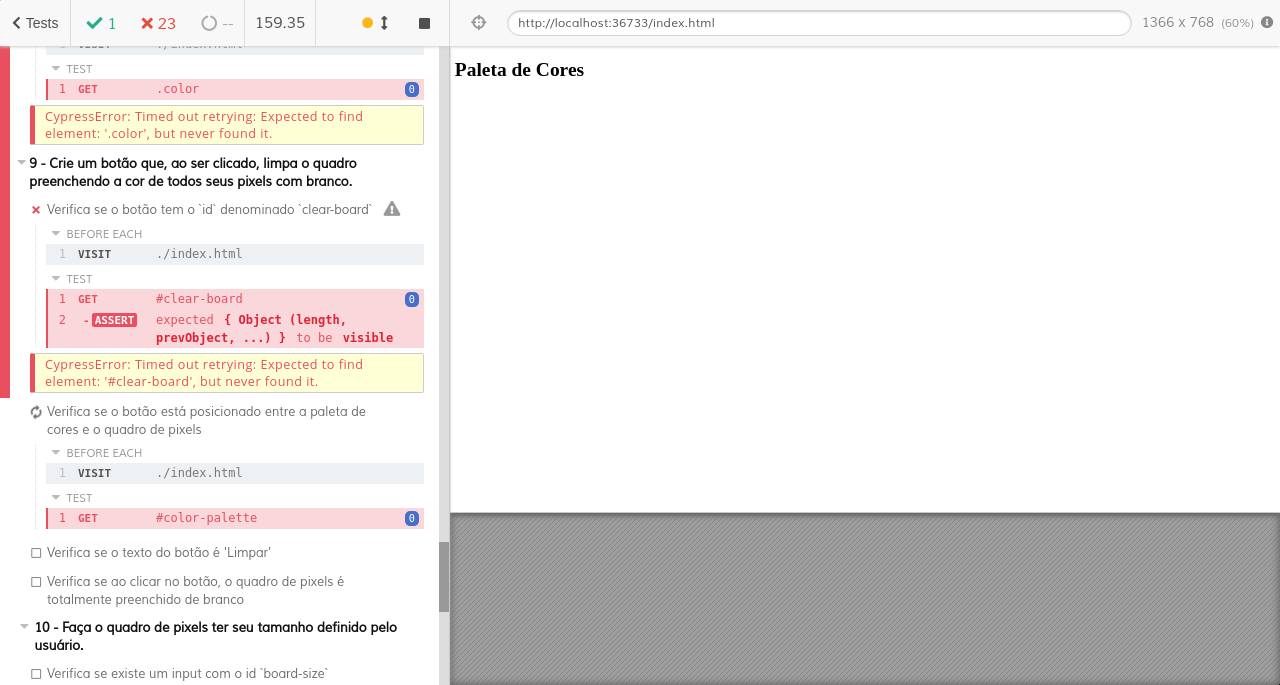 Tests 1 23 -- 159.35 http://localhost:36733/index.html 1366 x 768 (60%)
TEST
1 GET .color 0
CypressError: Timed out retrying: Expected to find
element: '.color', but never found it.
9 - Crie um botão que, ao ser clicado, limpa o quadro
preenchendo a cor de todos seus pixels com branco.
Verifica se o botão tem o `id` denominado `clear-board`
BEFORE EACH
1 VISIT ./index.html
TEST
1 GET #clear-board 0
2 - ASSERT expected { Object (length,
prevObject, ...) } to be visible
CypressError: Timed out retrying: Expected to find
element: '#clear-board', but never found it.
Verifica se o botão está posicionado entre a paleta de
cores e o quadro de pixels
BEFORE EACH
1 VISIT ./index.html
TEST
1 GET #color-palette 0
Verifica se o texto do botão é 'Limpar'
Verifica se ao clicar no botão, o quadro de pixels é
totalmente preenchido de branco
10 - Faça o quadro de pixels ter seu tamanho definido pelo
usuário.
Verifica se existe um input com o id `board-size`
Paleta de Cores